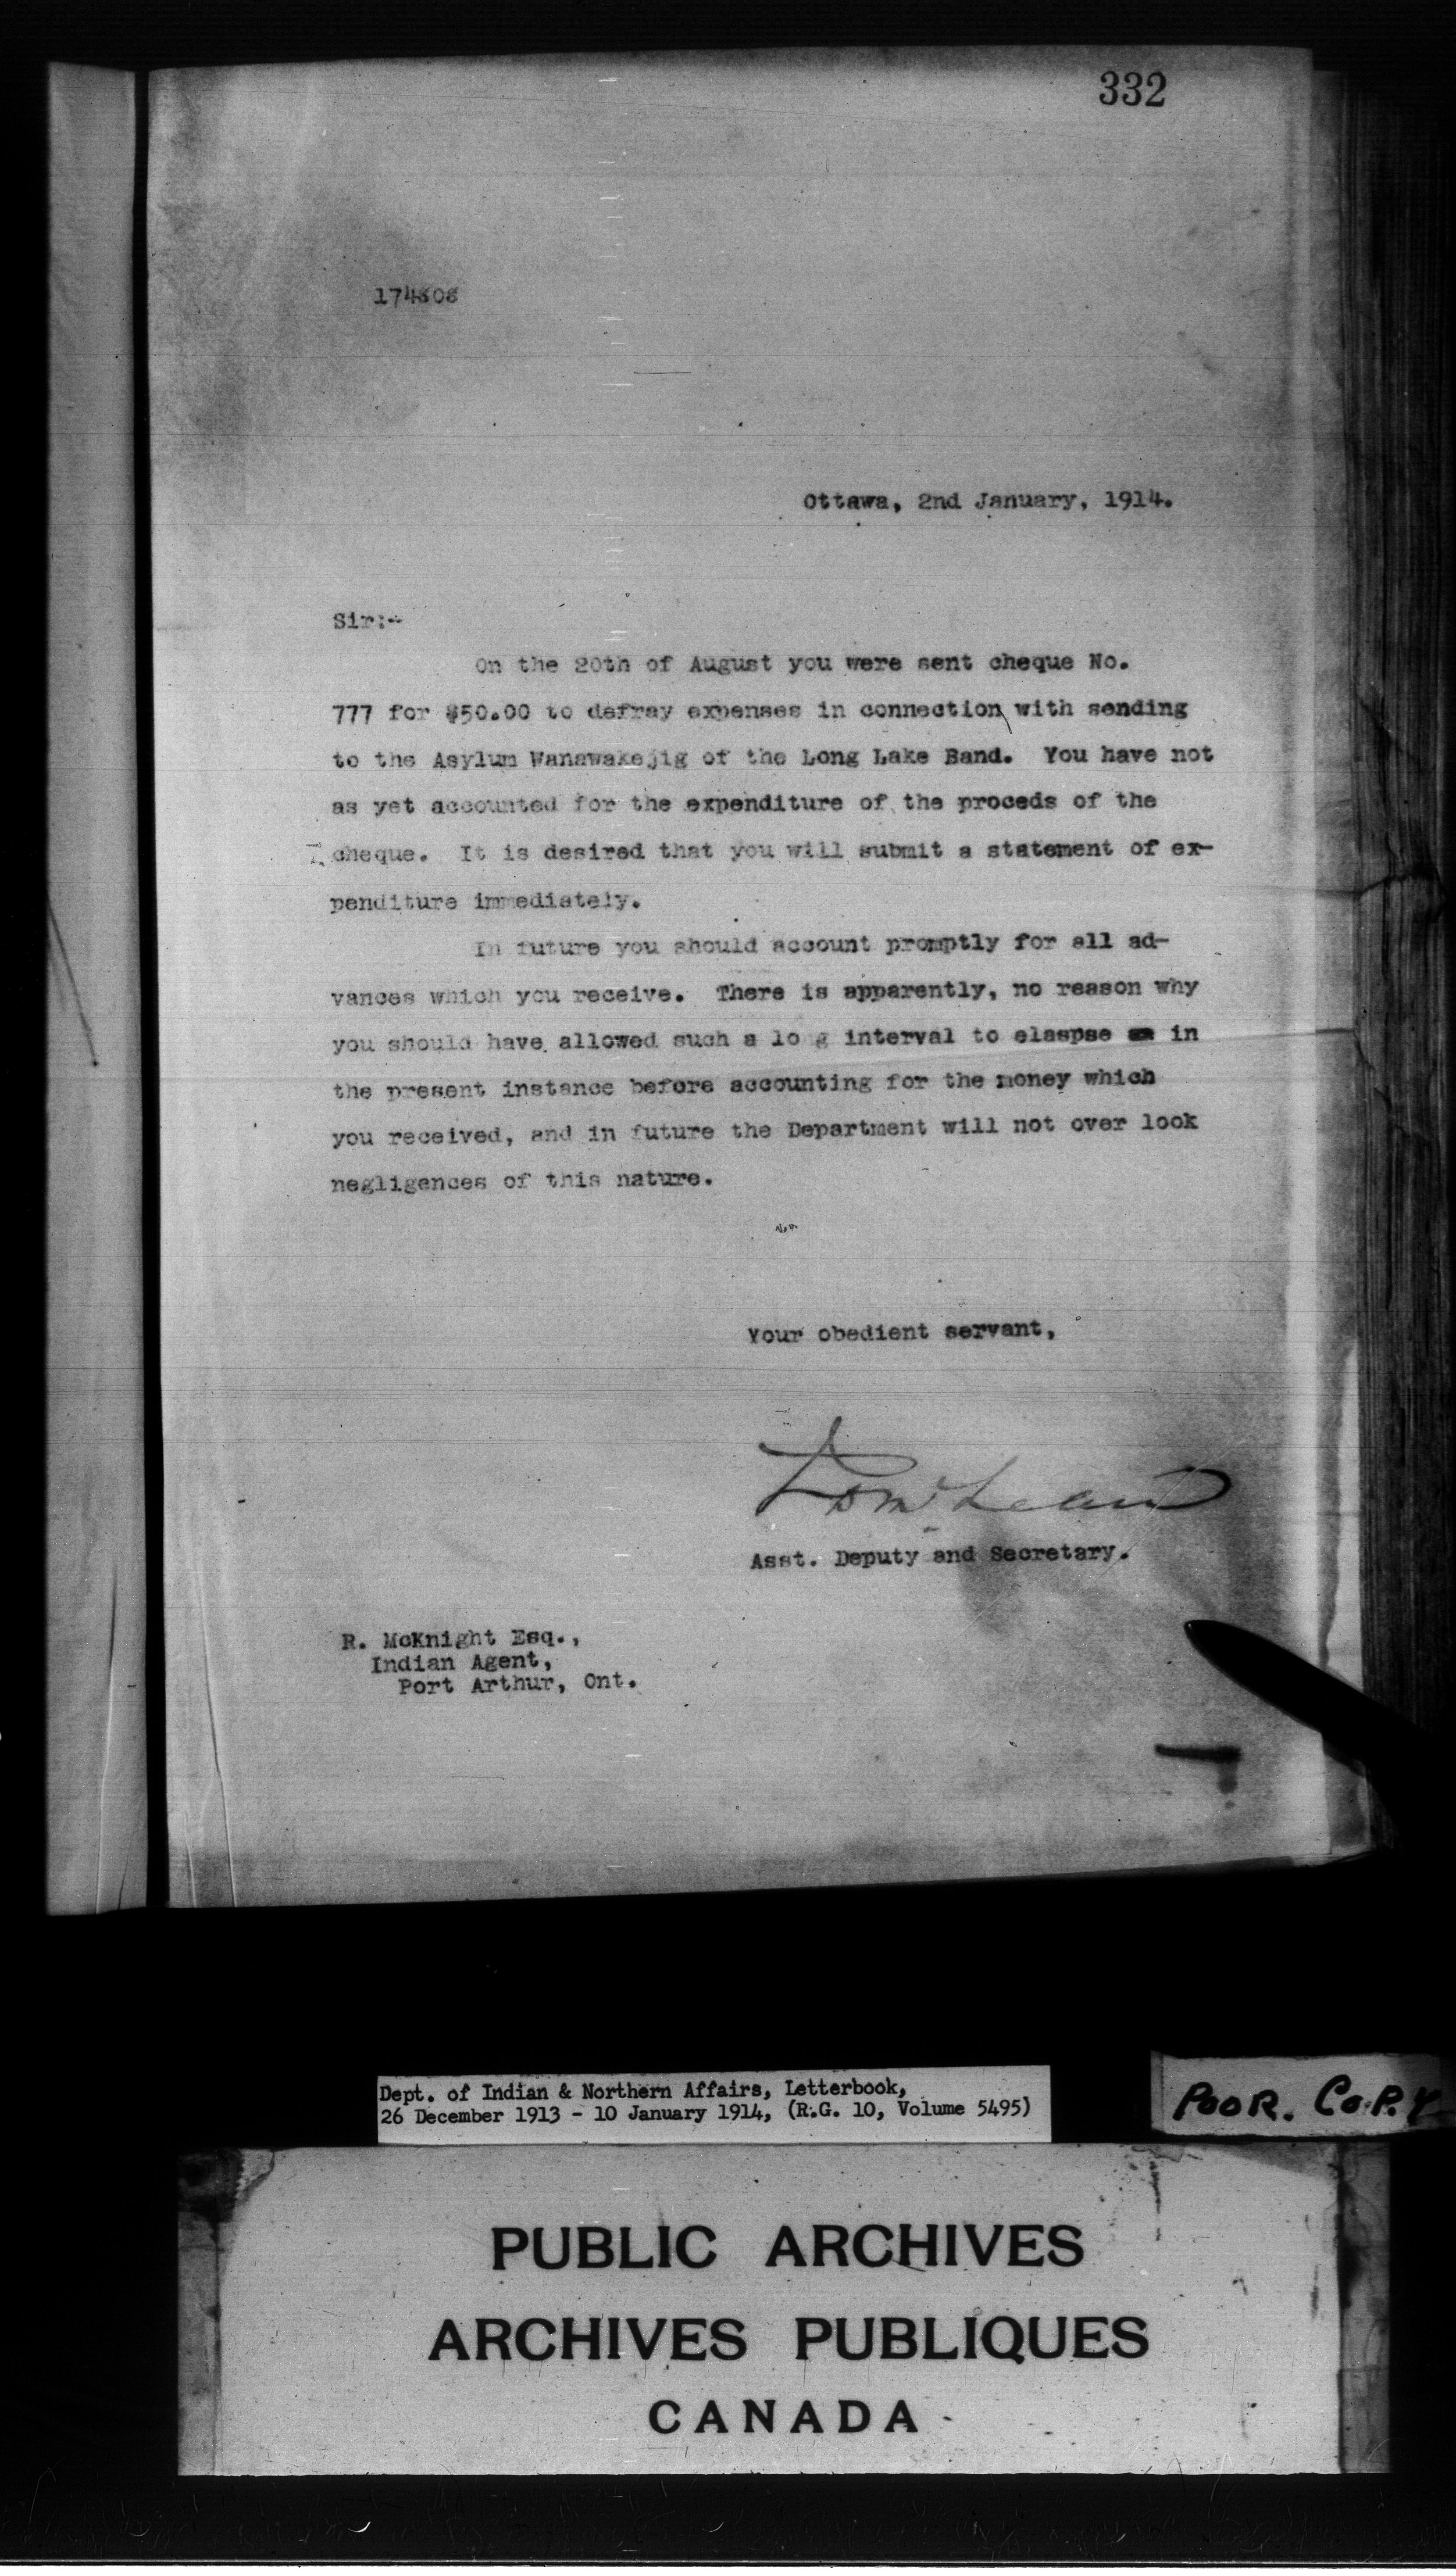 332
174808
Ottawa, 2nd January, 1914.
Sir:-
On the 20th of August you were sent cheque No.
777 for $50.00 to defray expenses in connection with sending
to the Asylum Wanawakejig of the Long Lake Band. You have not
as yet accounted for the expenditure of the proceds of the
cheque. It is desired that you will submit a statement of ex-
penditure immediately.
In future you should account promptly for all ad-
vances which you receive. There is apparently, no reason why
you should have allowed such a lo g interval to elaspse in
the present instance before accounting for the money which
you received, and in future the Department will not over look
negligences of this nature.
Your obedient servant,
Asst. Deputy and Secretary.
R. McKnight Esq.,
Indian Agent,
Port Arthur, Ont.
Dept. of Indian & Northern Affairs, Letterbook,
26 December 1913 - 10 January 1914, (R.G. 10, Volume 5495)
POOR. COPY
PUBLIC ARCHIVES
ARCHIVES PUBLIQUES
CANADA